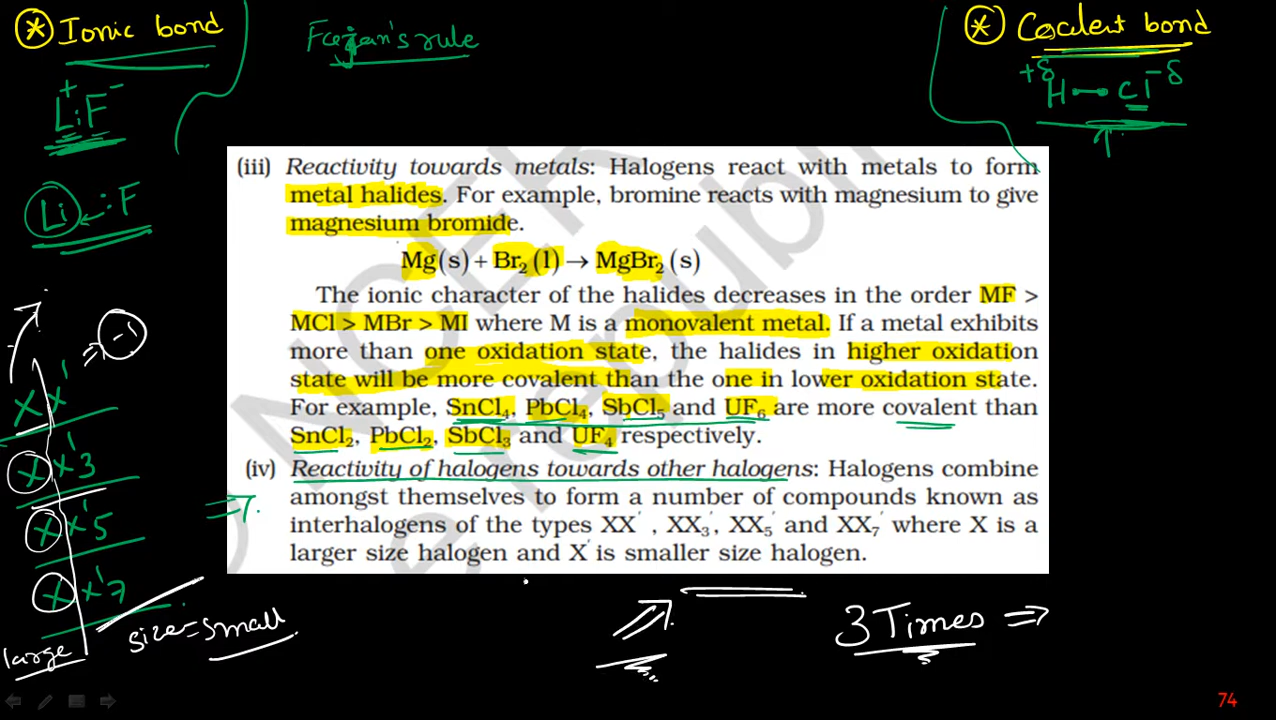 * Ionic bond
Fajan's rule
* Covalent bond
Li⁺F⁻
+δ H — Cl −δ
Li : F
(iii) Reactivity towards metals: Halogens react with metals to form
metal halides. For example, bromine reacts with magnesium to give
magnesium bromide.
Mg(s) + Br₂(l) → MgBr₂(s)
The ionic character of the halides decreases in the order MF >
MCl > MBr > MI where M is a monovalent metal. If a metal exhibits
more than one oxidation state, the halides in higher oxidation
state will be more covalent than the one in lower oxidation state.
For example, SnCl₄, PbCl₄, SbCl₅ and UF₆ are more covalent than
SnCl₂, PbCl₂, SbCl₃ and UF₄ respectively.
(iv) Reactivity of halogens towards other halogens: Halogens combine
amongst themselves to form a number of compounds known as
interhalogens of the types XX′, XX₃′, XX₅′ and XX₇′ where X is a
larger size halogen and X′ is smaller size halogen.
-1
XX'
XX'3
XX'5
XX'7
large
size=small
3 Times ⇒
NCERT
republi
74